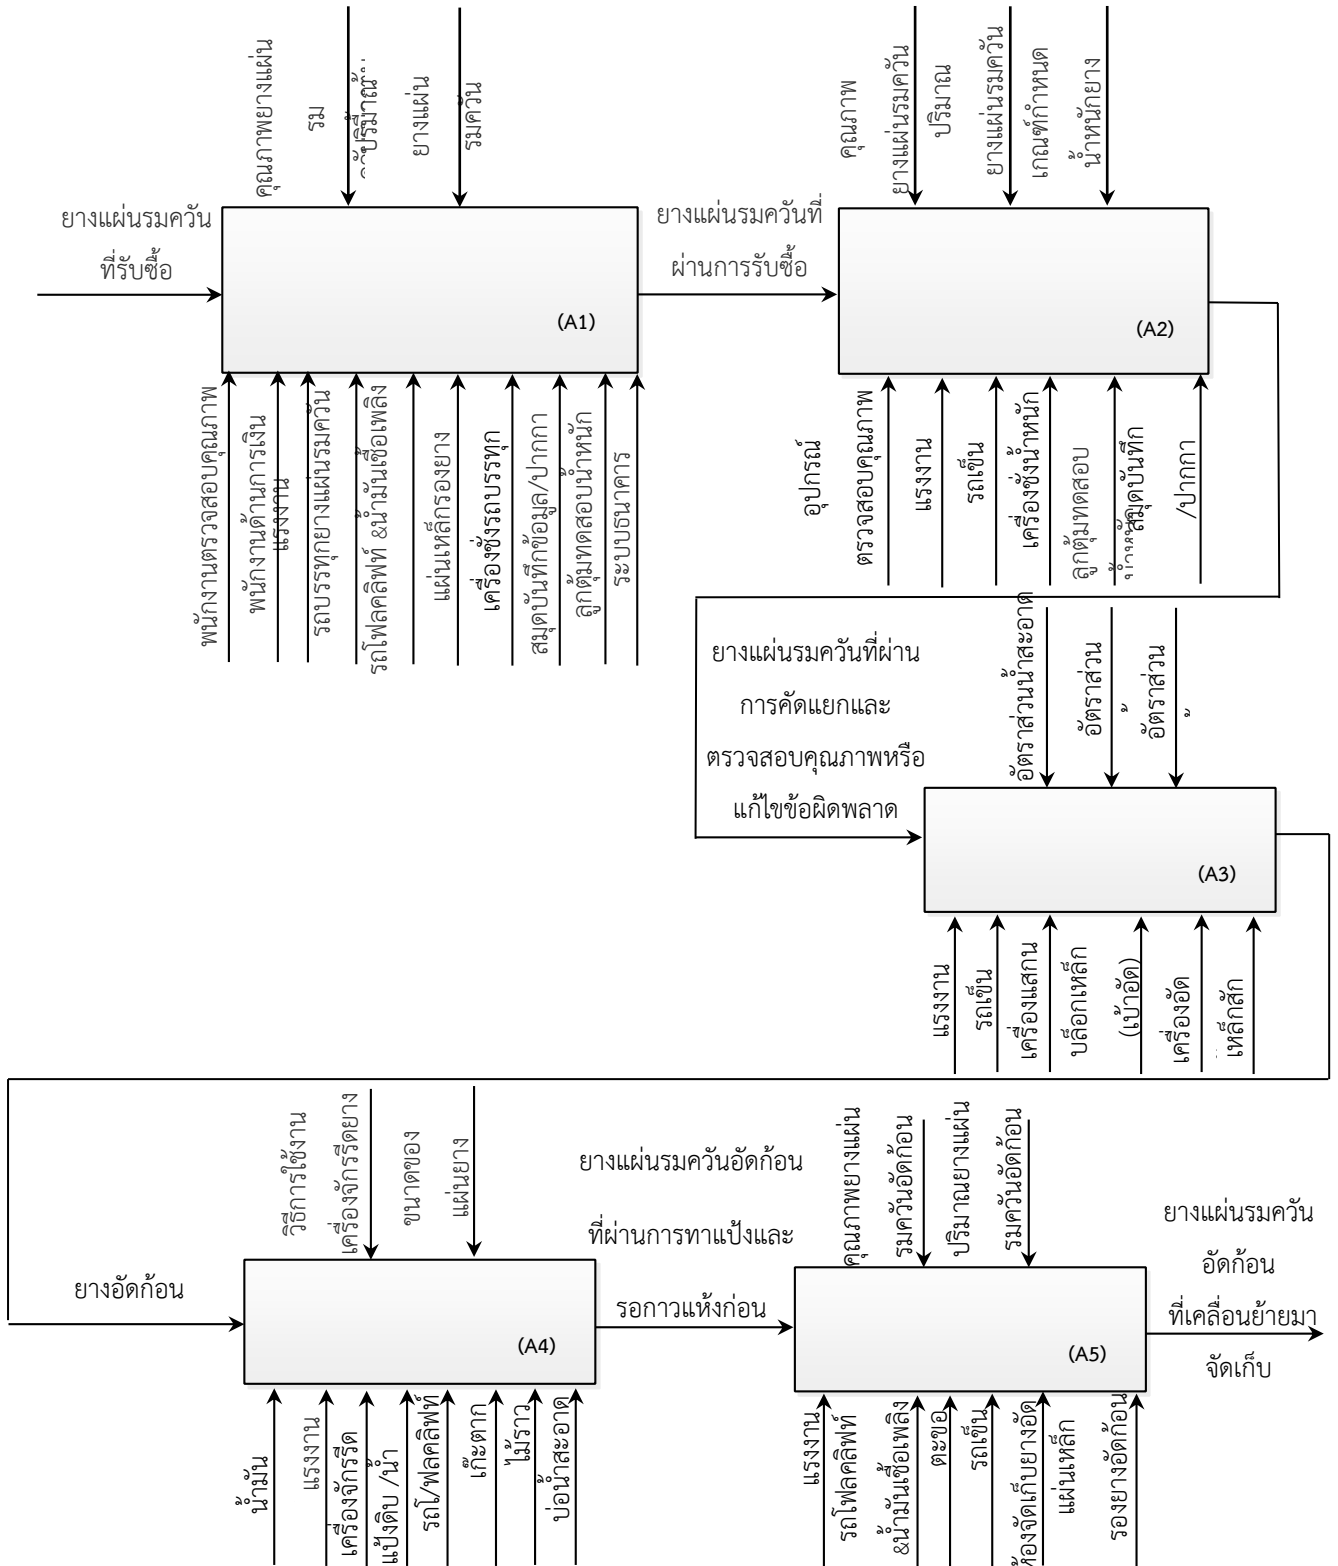 คุณภาพยางแผ่น
รม
ยางแผ่น
รมควัน
คุณภาพ
ยางแผ่นรมควัน
ปริมาณ
ยางแผ่นรมควัน
เกณฑ์กำหนด
น้ำหนักยาง
ยางแผ่นรมควัน
ที่รับซื้อ
(A1)
ยางแผ่นรมควันที่
ผ่านการรับซื้อ
(A2)
พนักงานตรวจสอบคุณภาพ
พนักงานด้านการเงิน
แรงงาน
รถบรรทุกยางแผ่นรมควัน
รถโฟลคลิฟท์ &น้ำมันเชื้อเพลิง
แผ่นเหล็กรองยาง
เครื่องชั่งรถบรรทุก
สมุดบันทึกข้อมูล/ปากกา
ลูกตุ้มทดสอบน้ำหนัก
ระบบธนาคาร
อุปกรณ์
ตรวจสอบคุณภาพ
แรงงาน
รถเข็น
เครื่องชั่งน้ำหนัก
ลูกตุ้มทดสอบ
สมุดบันทึก
/ปากกา
ยางแผ่นรมควันที่ผ่าน
การคัดแยกและ
ตรวจสอบคุณภาพหรือ
แก้ไขข้อผิดพลาด
อัตราส่วนน้ำสะอาด
อัตราส่วน
อัตราส่วน
(A3)
แรงงาน
รถเข็น
เครื่องแสกน
บล็อกเหล็ก
(เบ้าอัด)
เครื่องอัด
เหล็กสัก
วิธีการใช้งาน
เครื่องจักรรีดยาง
ขนาดของ
แผ่นยาง
ยางแผ่นรมควันอัดก้อน
ที่ผ่านการทาแป้งและ
รอกาวแห้งก่อน
คุณภาพยางแผ่น
รมควันอัดก้อน
ปริมาณยางแผ่น
รมควันอัดก้อน
ยางแผ่นรมควัน
อัดก้อน
ที่เคลื่อนย้ายมา
จัดเก็บ
ยางอัดก้อน
(A4)
(A5)
น้ำมัน
แรงงาน
เครื่องจักรรีด
แป้งดิบ /น้ำ
รถโ/ฟลคลิฟท์
เก๊ะตาก
ไม้ราว
บ่อน้ำสะอาด
แรงงาน
รถโฟลคลิฟท์
&น้ำมันเชื้อเพลิง
ตะขอ
รถเข็น
ห้องจัดเก็บยางอัด
แผ่นเหล็ก
รองยางอัดก้อน